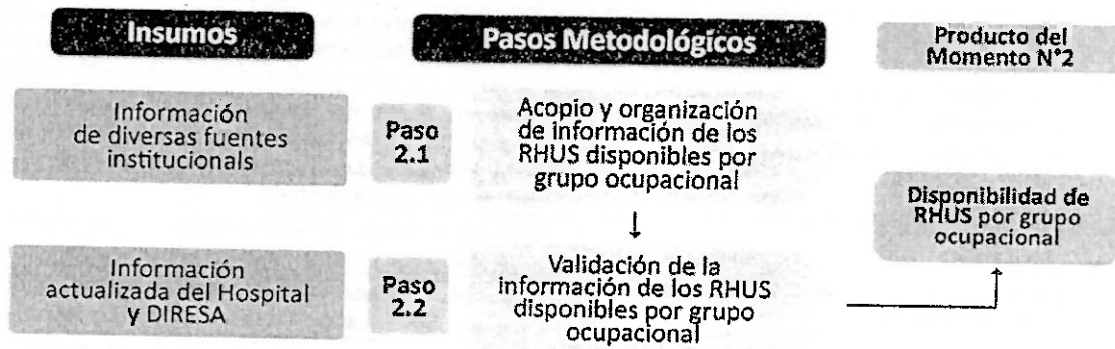 Insumos
Pasos Metodológicos
Producto del
Momento N°2
Información
de diversas fuentes
institucionals
Paso
2.1
Acopio y organización
de información de los
RHUS disponibles por
grupo ocupacional
Disponibilidad de
RHUS por grupo
ocupacional
Información
actualizada del Hospital
y DIRESA
Paso
2.2
Validación de la
información de los RHUS
disponibles por grupo
ocupacional